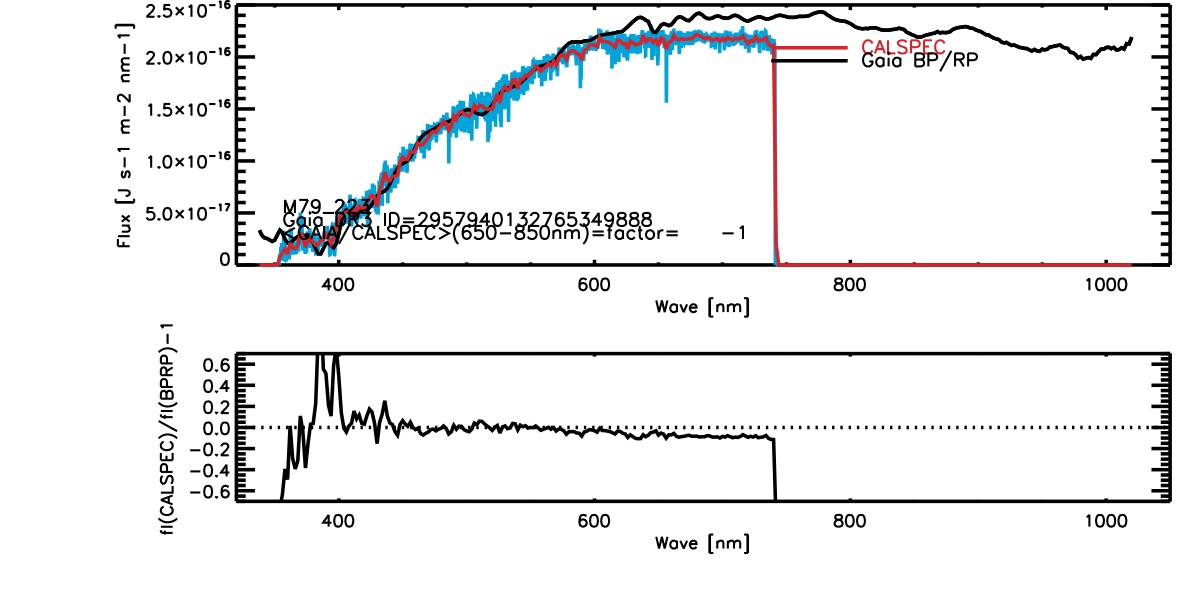 2.5×10−16
2.0×10−16
1.5×10−16
1.0×10−16
5.0×10−17
0
Flux [J s−1 m−2 nm−1]
CALSPEC
Gaia BP/RP
M79_223
Gaia DR3 ID=2957940132765349888
<GAIA/CALSPEC>(650−850nm)=factor= −1
400 600 800 1000
Wave [nm]
0.6
0.4
0.2
0.0
−0.2
−0.4
−0.6
fl(CALSPEC)/fl(BPRP)−1
400 600 800 1000
Wave [nm]